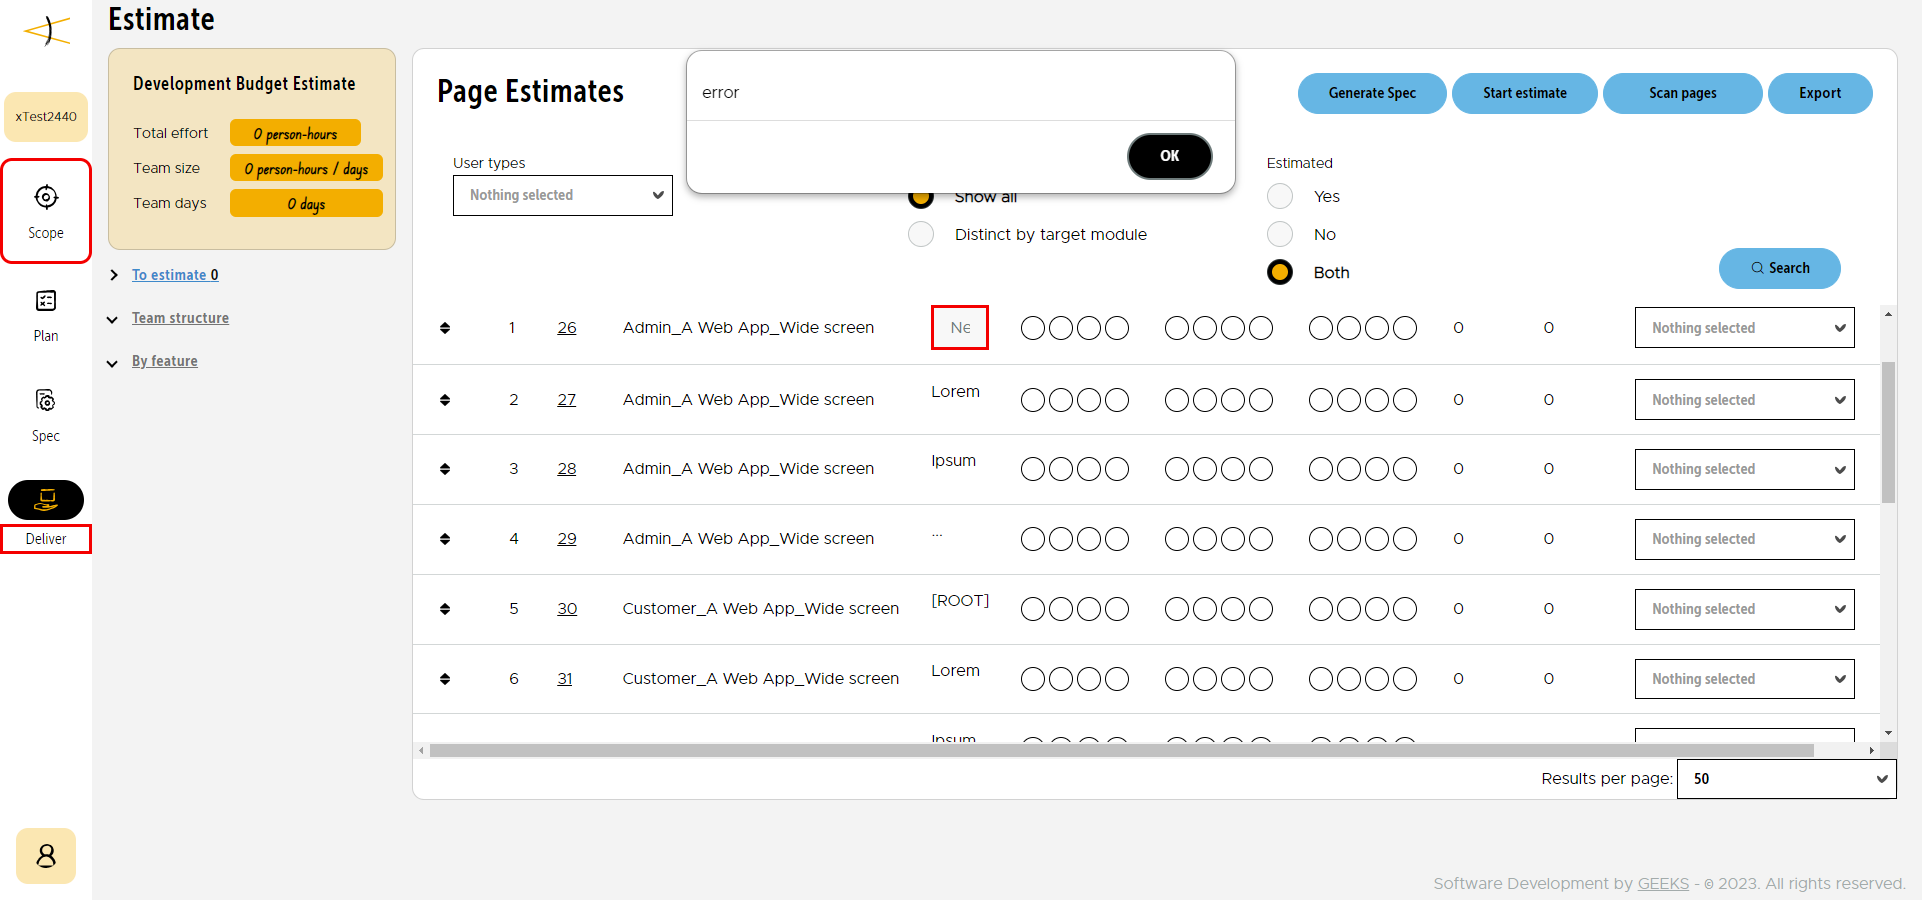 Estimate
xTest2440
Scope
Plan
Spec
Deliver
Development Budget Estimate
Total effort 0 person-hours
Team size 0 person-hours / days
Team days 0 days
To estimate 0
Team structure
By feature
Page Estimates
error
OK
Generate Spec Start estimate Scan pages Export
User types
Nothing selected
Show all
Distinct by target module
Estimated
Yes
No
Both
Search
1 26 Admin_A Web App_Wide screen Ne 0 0 Nothing selected
2 27 Admin_A Web App_Wide screen Lorem 0 0 Nothing selected
3 28 Admin_A Web App_Wide screen Ipsum 0 0 Nothing selected
4 29 Admin_A Web App_Wide screen ... 0 0 Nothing selected
5 30 Customer_A Web App_Wide screen [ROOT] 0 0 Nothing selected
6 31 Customer_A Web App_Wide screen Lorem 0 0 Nothing selected
Ipsum
Results per page: 50
Software Development by GEEKS - © 2023. All rights reserved.